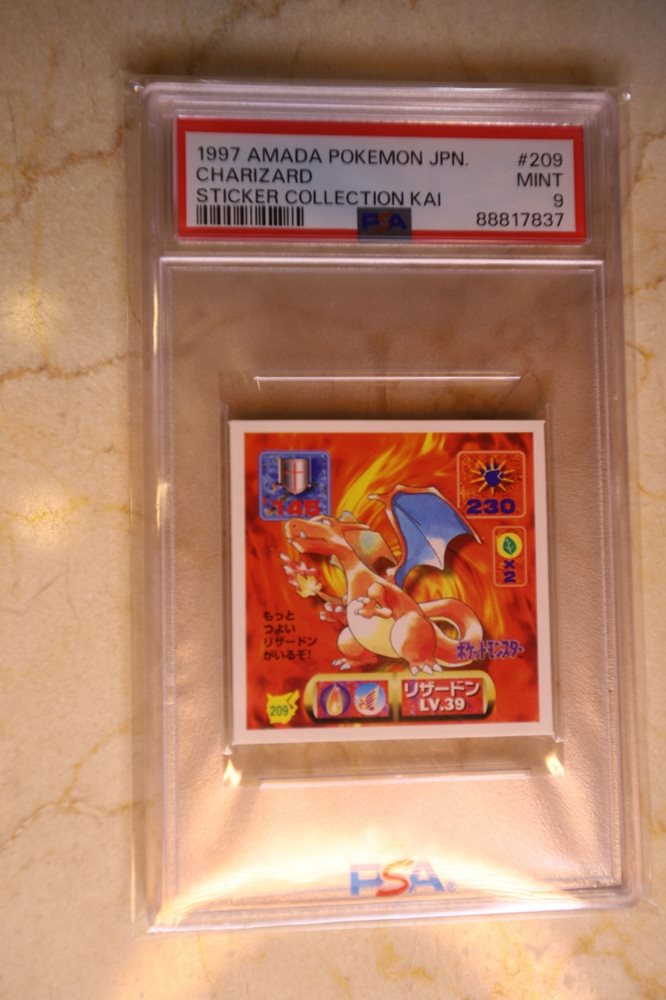 1997 AMADA POKEMON JPN. #209
CHARIZARD MINT
STICKER COLLECTION KAI 9
PSA 88817837
145
230
×2
もっと
つよい
リザードン
がいるぞ!
ポケットモンスター
リザードン
LV.39
209
PSA®